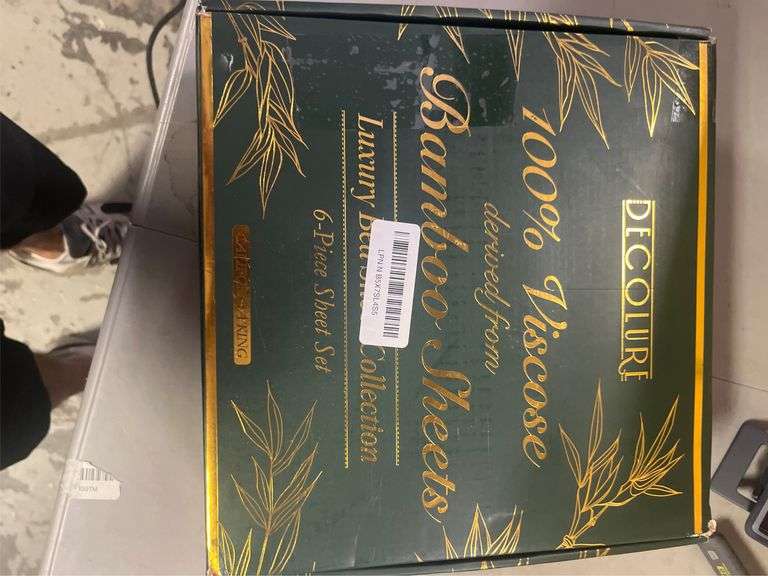 DECOLURE
100% Viscose
derived from
Bamboo Sheets
Luxury Collection
6-Piece Sheet Set
KING